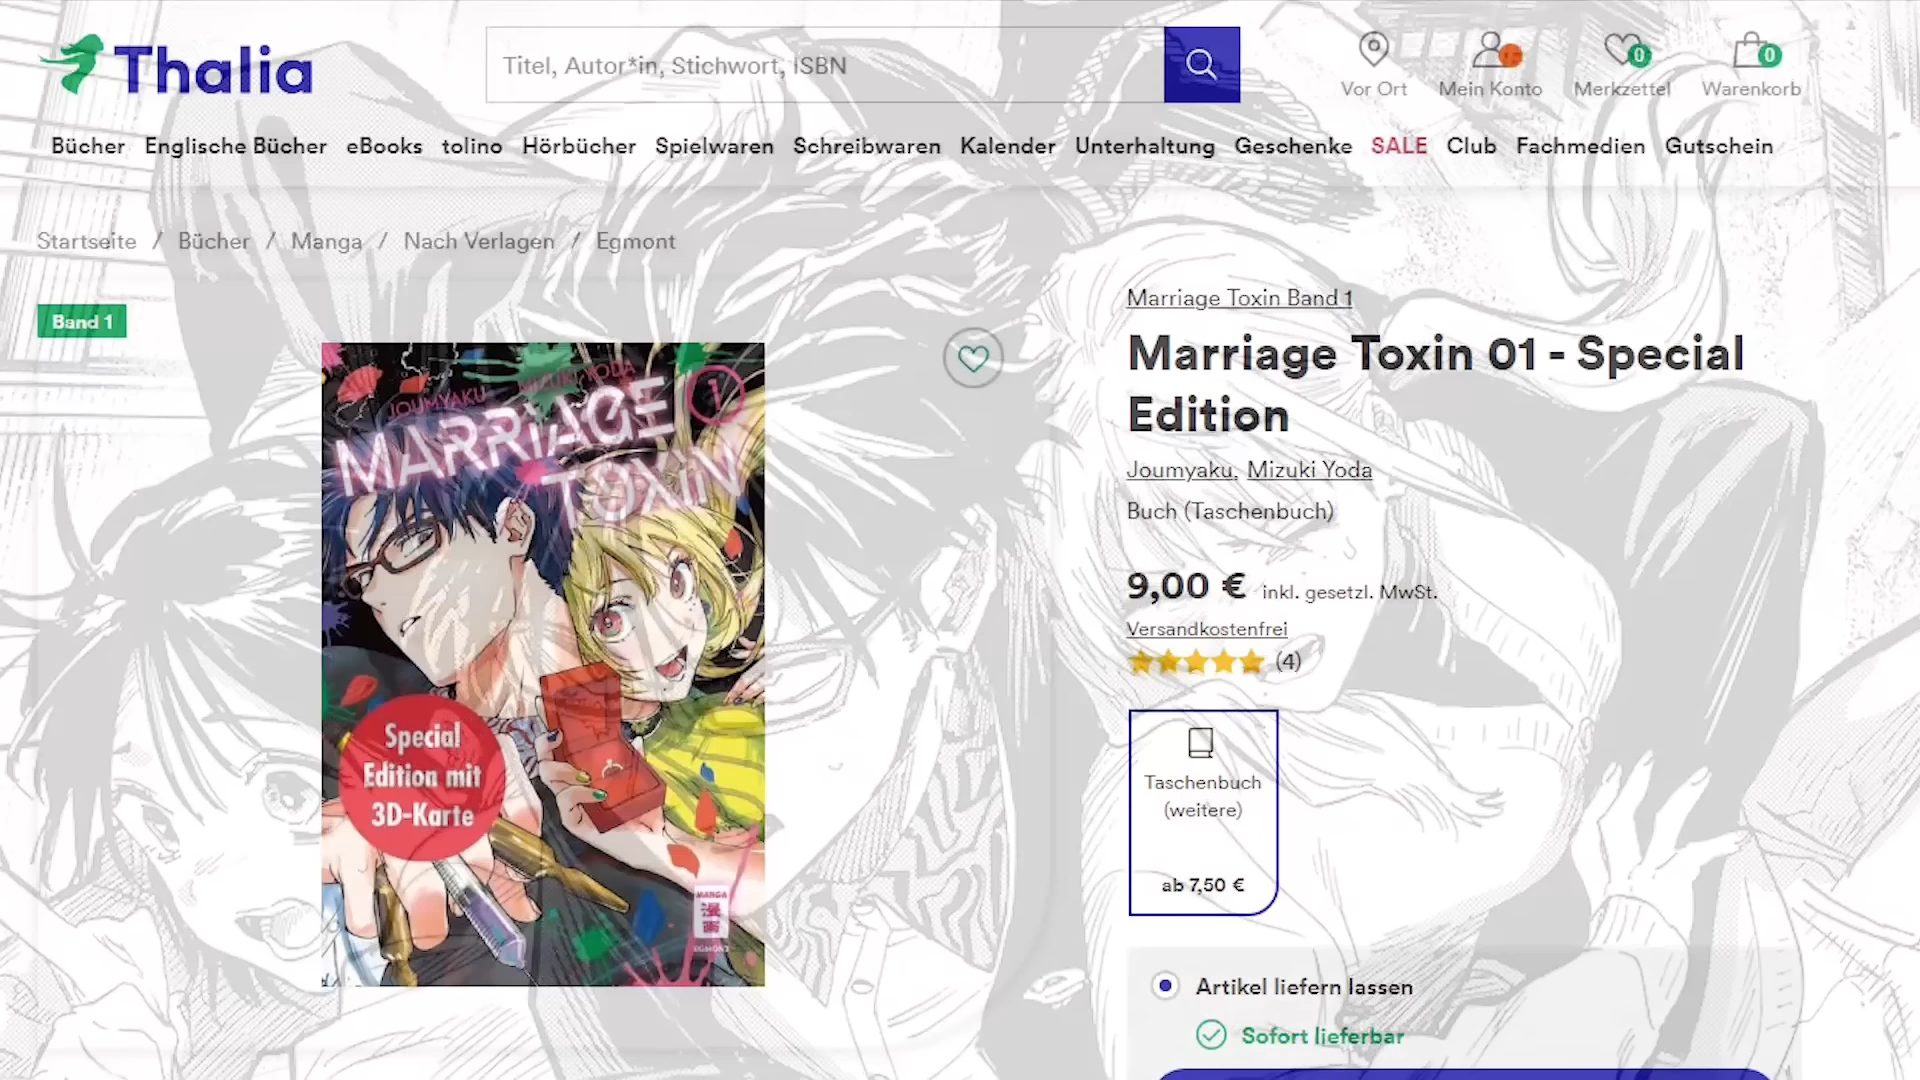 Thalia
Titel, Autor*in, Stichwort, ISBN
Vor Ort
Mein Konto
0
Merkzettel
0
Warenkorb
Bücher Englische Bücher eBooks tolino Hörbücher Spielwaren Schreibwaren Kalender Unterhaltung Geschenke SALE Club Fachmedien Gutschein
Startseite / Bücher / Manga / Nach Verlagen / Egmont
Band 1
JOUMYAKU MIZUKI YODA
MARRIAGE
TOXIN
1
Special
Edition mit
3D-Karte
MANGA
漫
画
EGMONT
Marriage Toxin Band 1
Marriage Toxin 01 - Special
Edition
Joumyaku, Mizuki Yoda
Buch (Taschenbuch)
9,00 € inkl. gesetzl. MwSt.
Versandkostenfrei
(4)
Taschenbuch
(weitere)
ab 7,50 €
Artikel liefern lassen
Sofort lieferbar